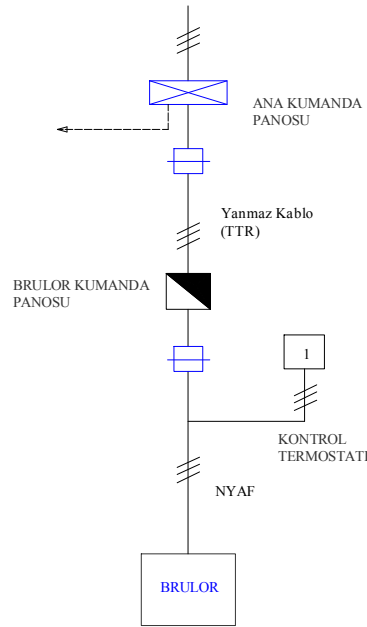 ANA KUMANDA
PANOSU
Yanmaz Kablo
(TTR)
BRULOR KUMANDA
PANOSU
1
KONTROL
TERMOSTATI
NYAF
BRULOR